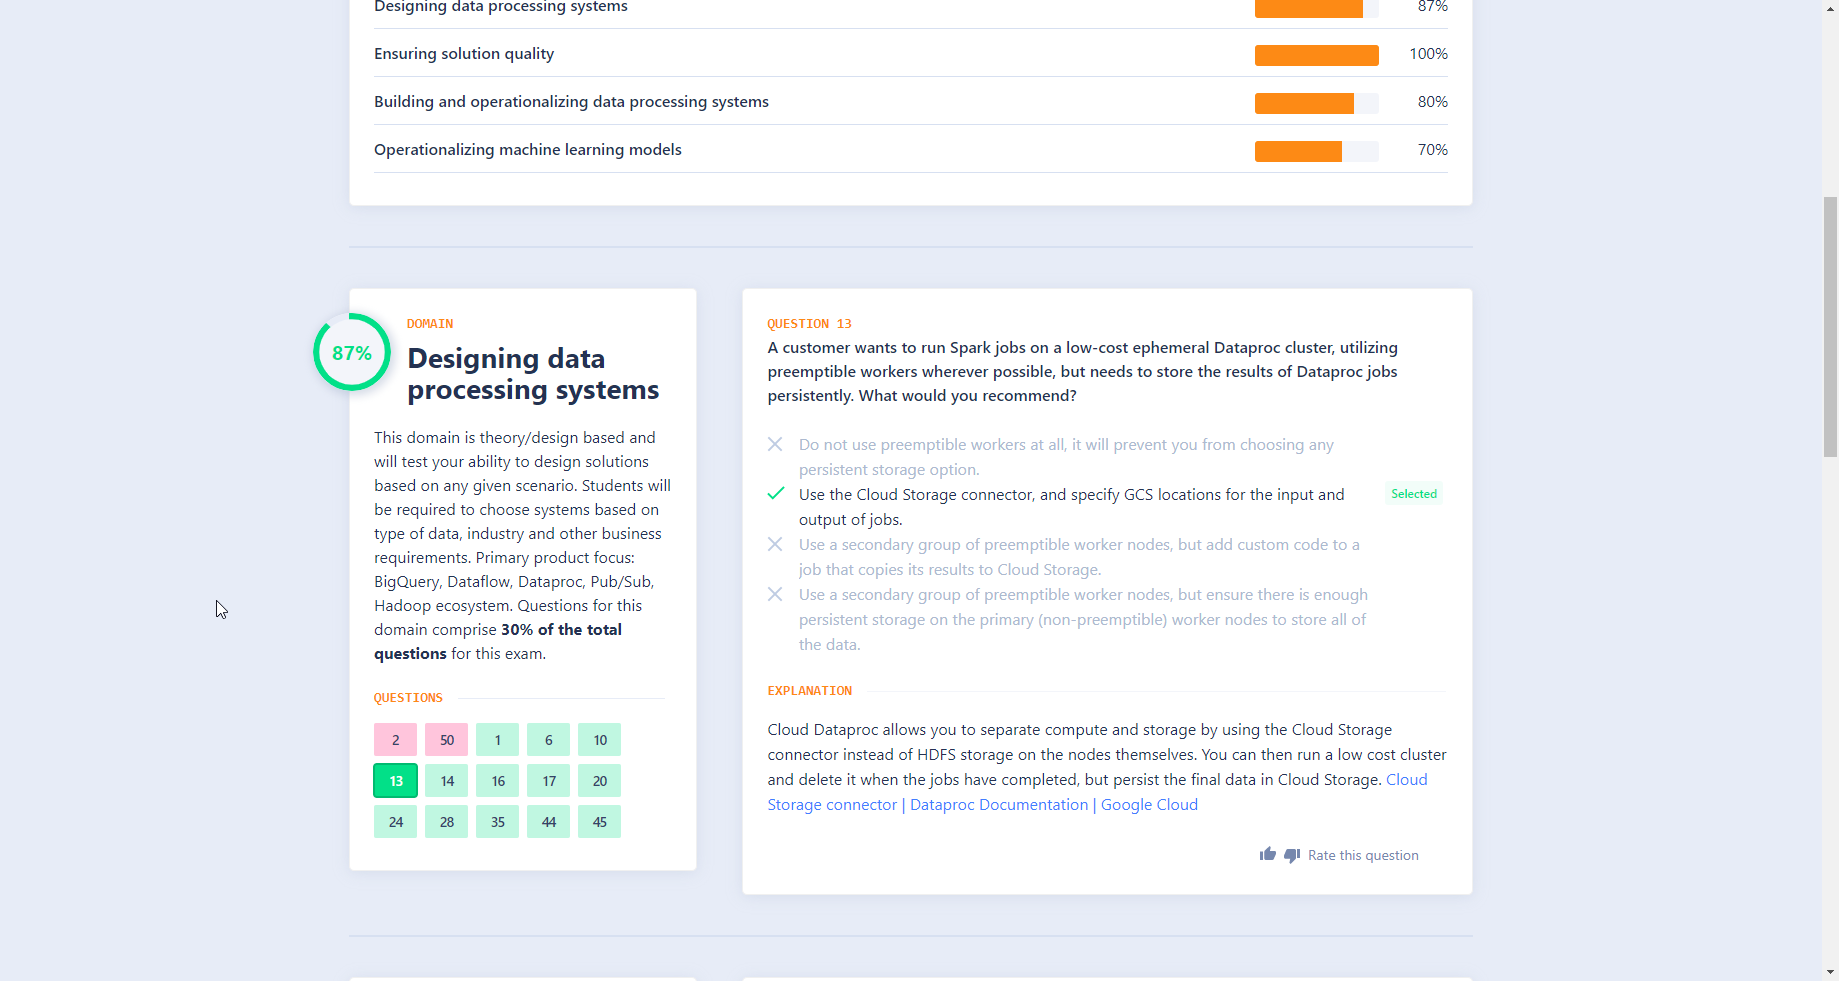 Designing data processing systems 87%
Ensuring solution quality 100%
Building and operationalizing data processing systems 80%
Operationalizing machine learning models 70%
87%
DOMAIN
Designing data
processing systems
This domain is theory/design based and
will test your ability to design solutions
based on any given scenario. Students will
be required to choose systems based on
type of data, industry and other business
requirements. Primary product focus:
BigQuery, Dataflow, Dataproc, Pub/Sub,
Hadoop ecosystem. Questions for this
domain comprise 30% of the total
questions for this exam.
QUESTIONS
2 50 1 6 10
13 14 16 17 20
24 28 35 44 45
QUESTION 13
A customer wants to run Spark jobs on a low-cost ephemeral Dataproc cluster, utilizing
preemptible workers wherever possible, but needs to store the results of Dataproc jobs
persistently. What would you recommend?
Do not use preemptible workers at all, it will prevent you from choosing any
persistent storage option.
Use the Cloud Storage connector, and specify GCS locations for the input and
output of jobs.
Selected
Use a secondary group of preemptible worker nodes, but add custom code to a
job that copies its results to Cloud Storage.
Use a secondary group of preemptible worker nodes, but ensure there is enough
persistent storage on the primary (non-preemptible) worker nodes to store all of
the data.
EXPLANATION
Cloud Dataproc allows you to separate compute and storage by using the Cloud Storage
connector instead of HDFS storage on the nodes themselves. You can then run a low cost cluster
and delete it when the jobs have completed, but persist the final data in Cloud Storage. Cloud
Storage connector | Dataproc Documentation | Google Cloud
Rate this question